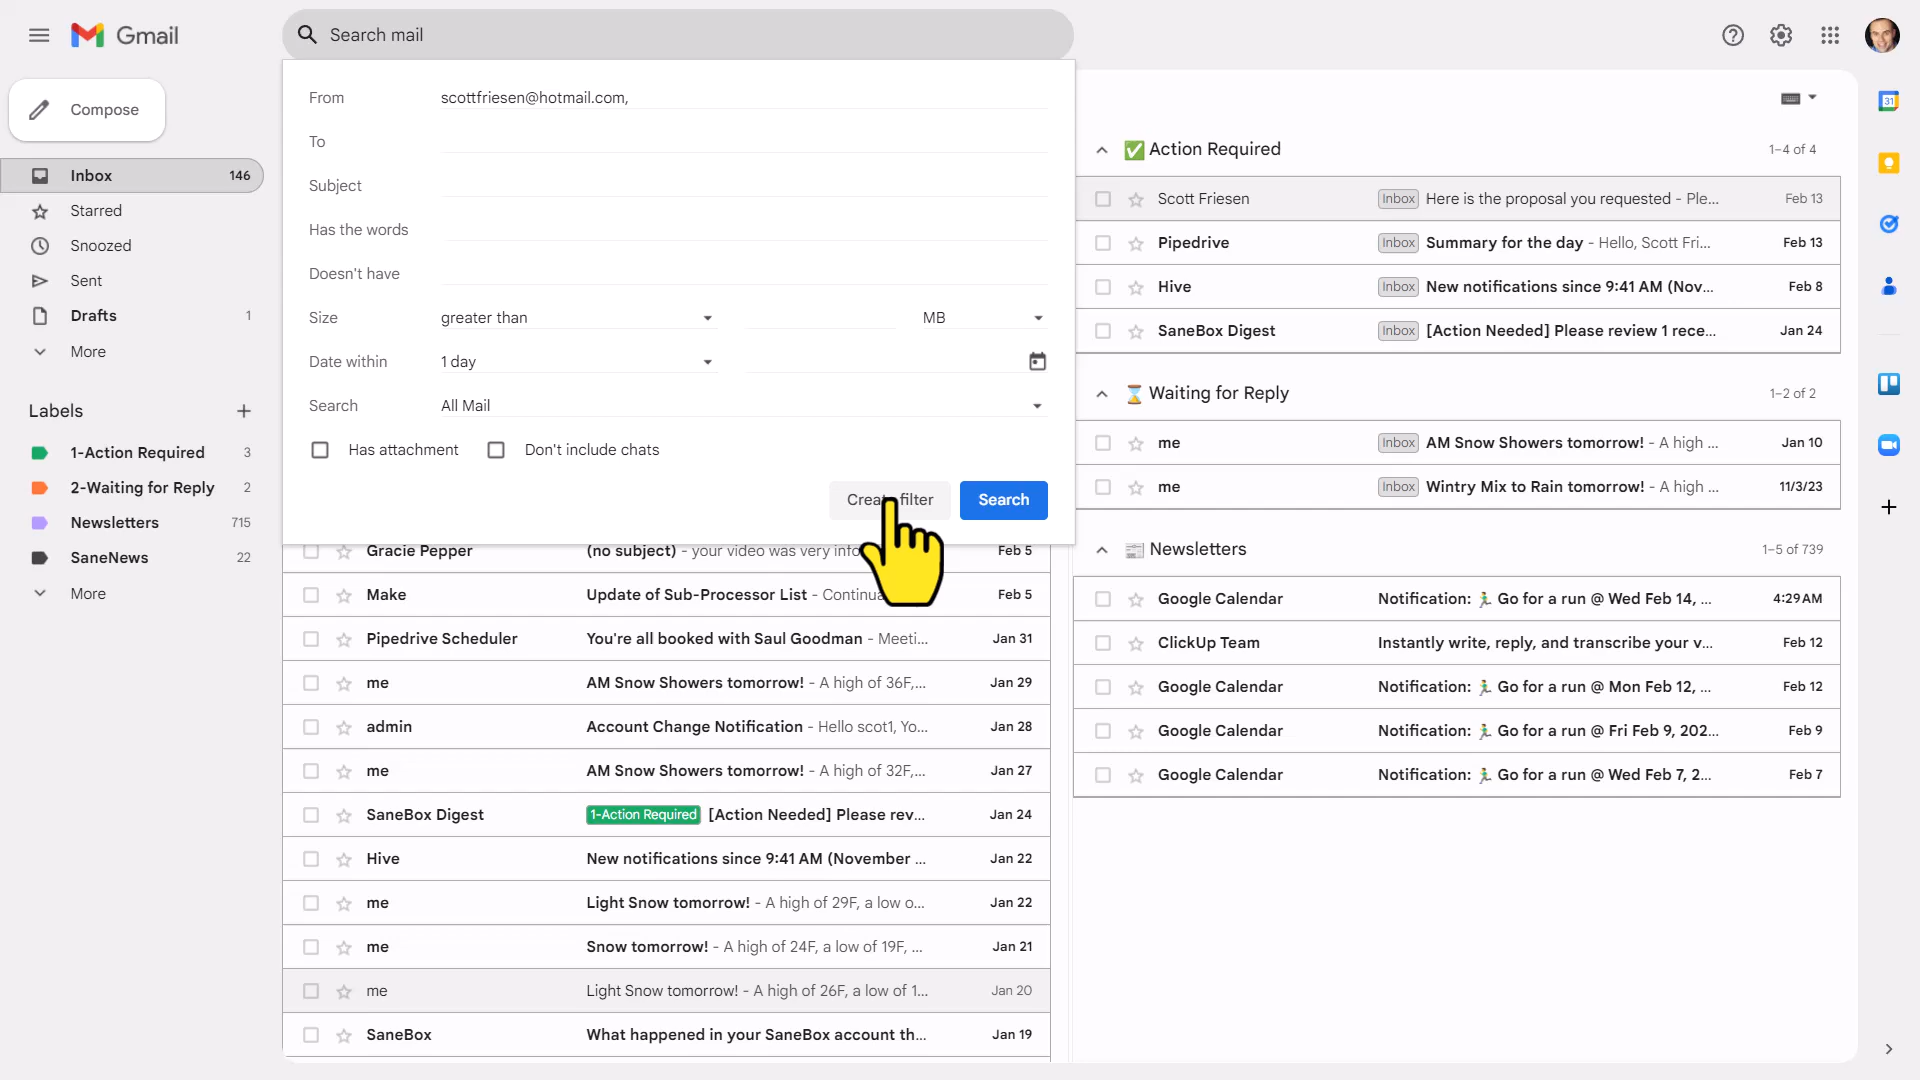 Gmail
Search mail
Compose
Inbox 146
Starred
Snoozed
Sent
Drafts 1
More
Labels
1-Action Required 3
2-Waiting for Reply 2
Newsletters 715
SaneNews 22
More
From scottfriesen@hotmail.com,
To
Subject
Has the words
Doesn't have
Size greater than MB
Date within 1 day
Search All Mail
Has attachment Don't include chats
Create filter Search
Gracie Pepper (no subject) - your video was very info Feb 5
Make Update of Sub-Processor List - Continua Feb 5
Pipedrive Scheduler You're all booked with Saul Goodman - Meeti... Jan 31
me AM Snow Showers tomorrow! - A high of 36F,... Jan 29
admin Account Change Notification - Hello scot1, Yo... Jan 28
me AM Snow Showers tomorrow! - A high of 32F,... Jan 27
SaneBox Digest 1-Action Required [Action Needed] Please rev... Jan 24
Hive New notifications since 9:41 AM (November ... Jan 22
me Light Snow tomorrow! - A high of 29F, a low o... Jan 22
me Snow tomorrow! - A high of 24F, a low of 19F, ... Jan 21
me Light Snow tomorrow! - A high of 26F, a low of 1... Jan 20
SaneBox What happened in your SaneBox account th... Jan 19
✅ Action Required 1–4 of 4
Scott Friesen Inbox Here is the proposal you requested - Ple... Feb 13
Pipedrive Inbox Summary for the day - Hello, Scott Fri... Feb 13
Hive Inbox New notifications since 9:41 AM (Nov... Feb 8
SaneBox Digest Inbox [Action Needed] Please review 1 rece... Jan 24
⏳ Waiting for Reply 1–2 of 2
me Inbox AM Snow Showers tomorrow! - A high ... Jan 10
me Inbox Wintry Mix to Rain tomorrow! - A high ... 11/3/23
📰 Newsletters 1–5 of 739
Google Calendar Notification: 🏃 Go for a run @ Wed Feb 14, ... 4:29 AM
ClickUp Team Instantly write, reply, and transcribe your v... Feb 12
Google Calendar Notification: 🏃 Go for a run @ Mon Feb 12, ... Feb 12
Google Calendar Notification: 🏃 Go for a run @ Fri Feb 9, 202... Feb 9
Google Calendar Notification: 🏃 Go for a run @ Wed Feb 7, 2... Feb 7
31